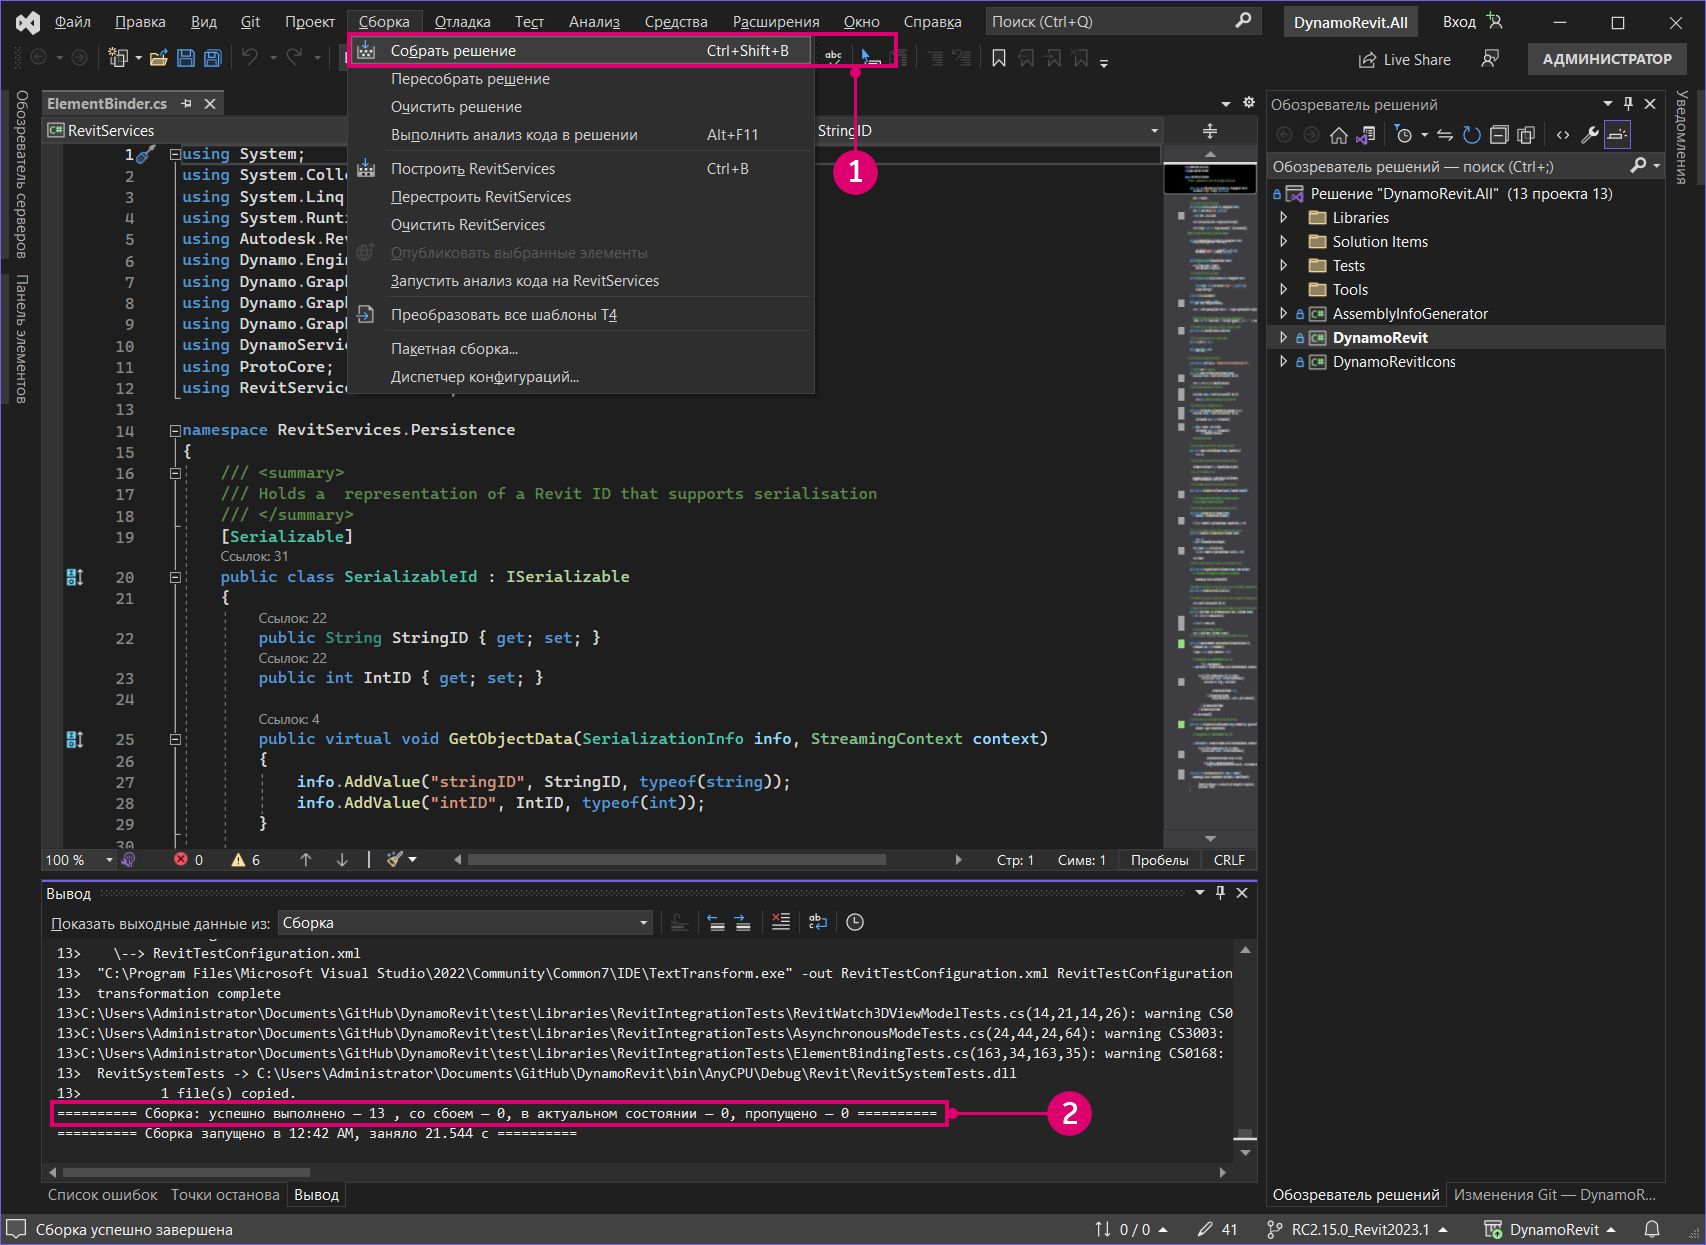 Файл Правка Вид Git Проект Сборка Отладка Тест Анализ Средства Расширения Окно Справка Поиск (Ctrl+Q) DynamoRevit.All Вход
Live Share АДМИНИСТРАТОР
Собрать решение Ctrl+Shift+B
Пересобрать решение
Очистить решение
Выполнить анализ кода в решении Alt+F11
Построить RevitServices Ctrl+B
Перестроить RevitServices
Очистить RevitServices
Опубликовать выбранные элементы
Запустить анализ кода на RevitServices
Преобразовать все шаблоны T4
Пакетная сборка...
Диспетчер конфигураций...
1
Обозреватель серверов
Панель элементов
ElementBinder.cs
RevitServices StringID
1 using System;
2 using System.Coll
3 using System.Linq
4 using System.Runt
5 using Autodesk.Re
6 using Dynamo.Engi
7 using Dynamo.Grap
8 using Dynamo.Grap
9 using Dynamo.Grap
10 using DynamoServi
11 using ProtoCore;
12 using RevitServic
13
14 namespace RevitServices.Persistence
15 {
16 /// <summary>
17 /// Holds a representation of a Revit ID that supports serialisation
18 /// </summary>
19 [Serializable]
Ссылок: 31
20 public class SerializableId : ISerializable
21 {
Ссылок: 22
22 public String StringID { get; set; }
Ссылок: 22
23 public int IntID { get; set; }
24
Ссылок: 4
25 public virtual void GetObjectData(SerializationInfo info, StreamingContext context)
26 {
27 info.AddValue("stringID", StringID, typeof(string));
28 info.AddValue("intID", IntID, typeof(int));
29 }
30
100 % 0 6 Стр: 1 Симв: 1 Пробелы CRLF
Вывод
Показать выходные данные из: Сборка
13> \--> RevitTestConfiguration.xml
13> "C:\Program Files\Microsoft Visual Studio\2022\Community\Common7\IDE\TextTransform.exe" -out RevitTestConfiguration.xml RevitTestConfiguration
13> transformation complete
13>C:\Users\Administrator\Documents\GitHub\DynamoRevit\test\Libraries\RevitIntegrationTests\RevitWatch3DViewModelTests.cs(14,21,14,26): warning CS0
13>C:\Users\Administrator\Documents\GitHub\DynamoRevit\test\Libraries\RevitIntegrationTests\AsynchronousModeTests.cs(24,44,24,64): warning CS3003:
13>C:\Users\Administrator\Documents\GitHub\DynamoRevit\test\Libraries\RevitIntegrationTests\ElementBindingTests.cs(163,34,163,35): warning CS0168:
13> RevitSystemTests -> C:\Users\Administrator\Documents\GitHub\DynamoRevit\bin\AnyCPU\Debug\Revit\RevitSystemTests.dll
13> 1 file(s) copied.
========== Сборка: успешно выполнено – 13 , со сбоем – 0, в актуальном состоянии – 0, пропущено – 0 ==========
2
========== Сборка запущено в 12:42 AM, заняло 21.544 с ==========
Список ошибок Точки останова Вывод
Обозреватель решений
Обозреватель решений — поиск (Ctrl+;)
Решение "DynamoRevit.All" (13 проекта 13)
Libraries
Solution Items
Tests
Tools
AssemblyInfoGenerator
DynamoRevit
DynamoRevitIcons
Обозреватель решений Изменения Git — DynamoR...
Уведомления
Сборка успешно завершена 0 / 0 41 RC2.15.0_Revit2023.1 DynamoRevit